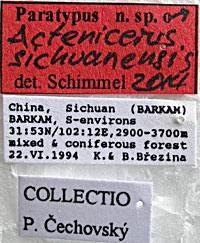 Paratypus n. sp. ♂
Actenicerus
sichuanensis
det. Schimmel 2014
China, Sichuan (BARKAM)
BARKAM, S-environs
31:53N/102:12E, 2900-3700m
mixed & coniferous forest
22.VI.1994 K.& B.Březina
COLLECTIO
P. Čechovský